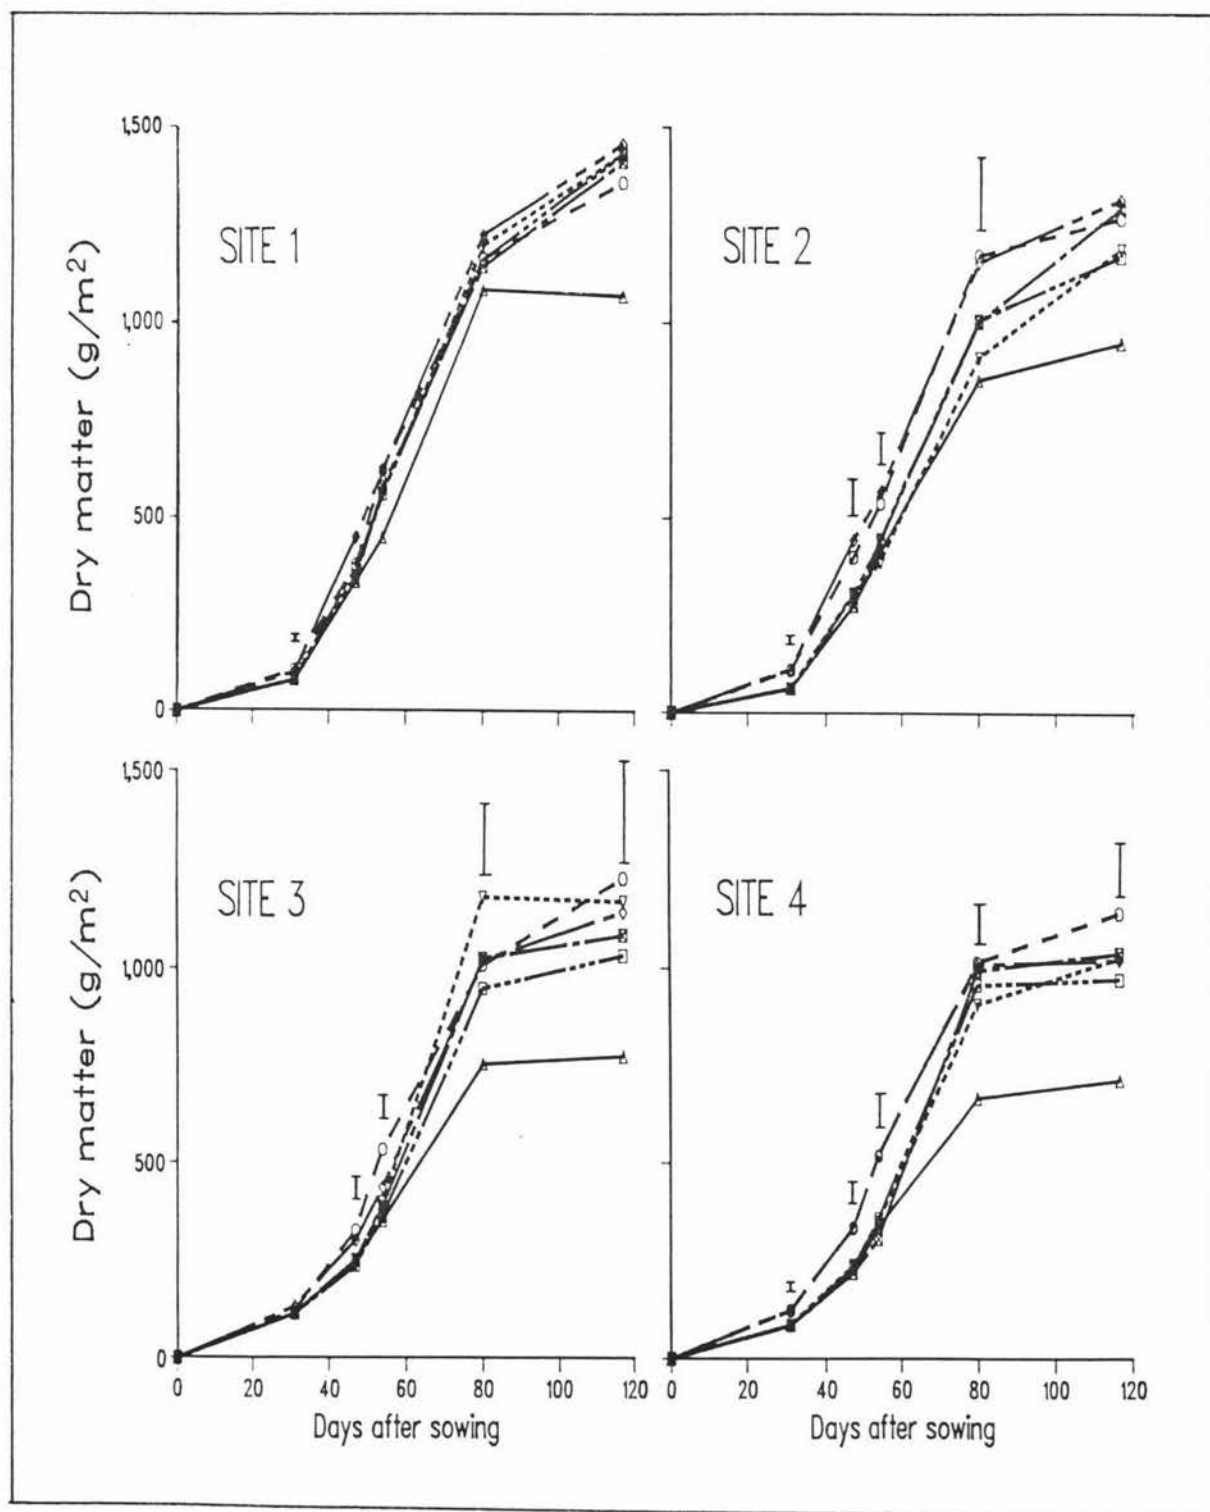 1,500
SITE 1
SITE 2
1,000
Dry matter (g/m²)
500
0
1,500
SITE 3
SITE 4
1,000
Dry matter (g/m²)
500
0
0 20 40 60 80 100 120
0 20 40 60 80 100 120
Days after sowing
Days after sowing